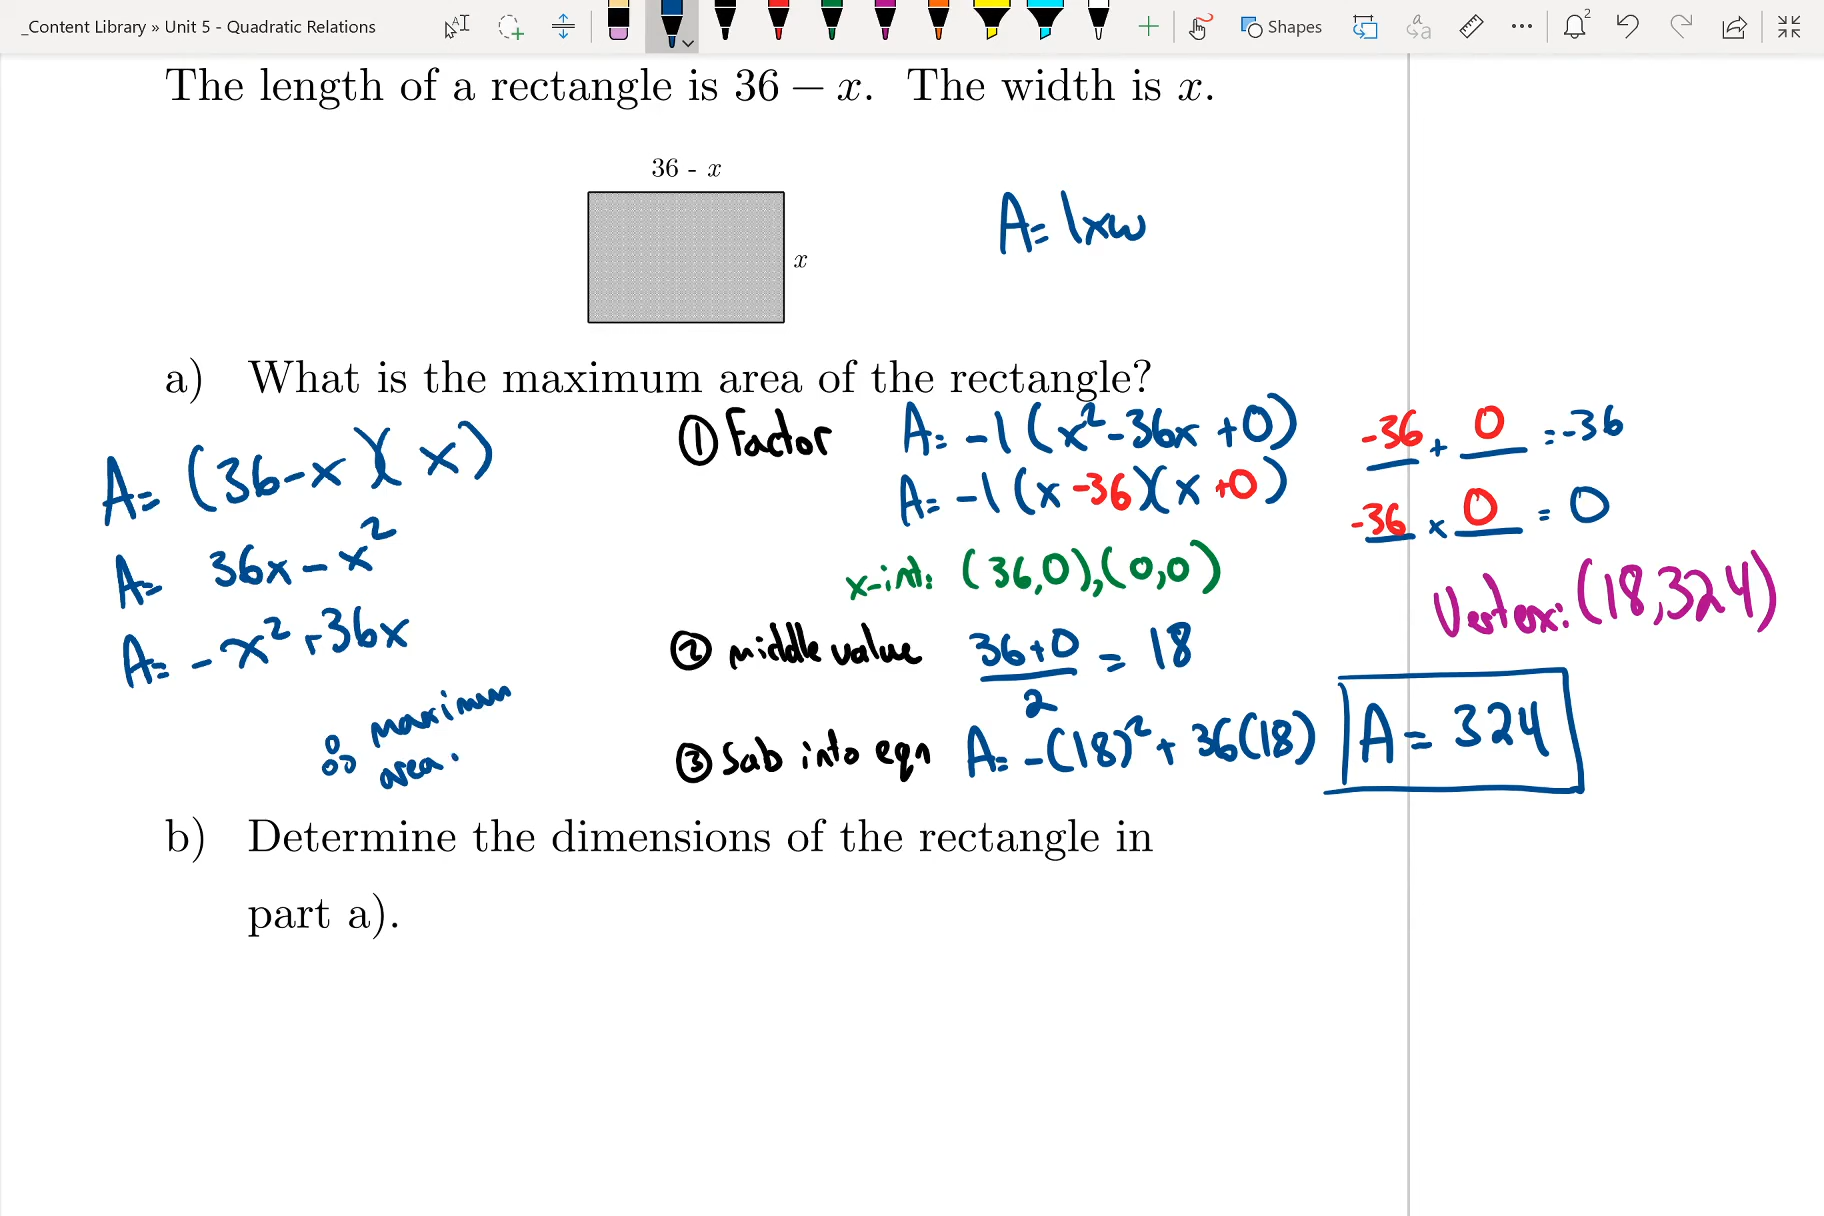 _Content Library » Unit 5 - Quadratic Relations
Shapes
2
The length of a rectangle is 36 − x. The width is x.
36 - x
x
A= lxw
a) What is the maximum area of the rectangle?
A= (36-x)(x)
A= 36x-x²
A= -x²+36x
∴ maximum
area.
① Factor A= -1(x²-36x+0)
A= -1(x-36)(x+0)
-36 + 0 = -36
-36 x 0 = 0
x-int: (36,0),(0,0)
Vertex: (18,324)
② middle value 36+0/2 = 18
③ Sub into eqn A= -(18)²+36(18)
A= 324
b) Determine the dimensions of the rectangle in
part a).